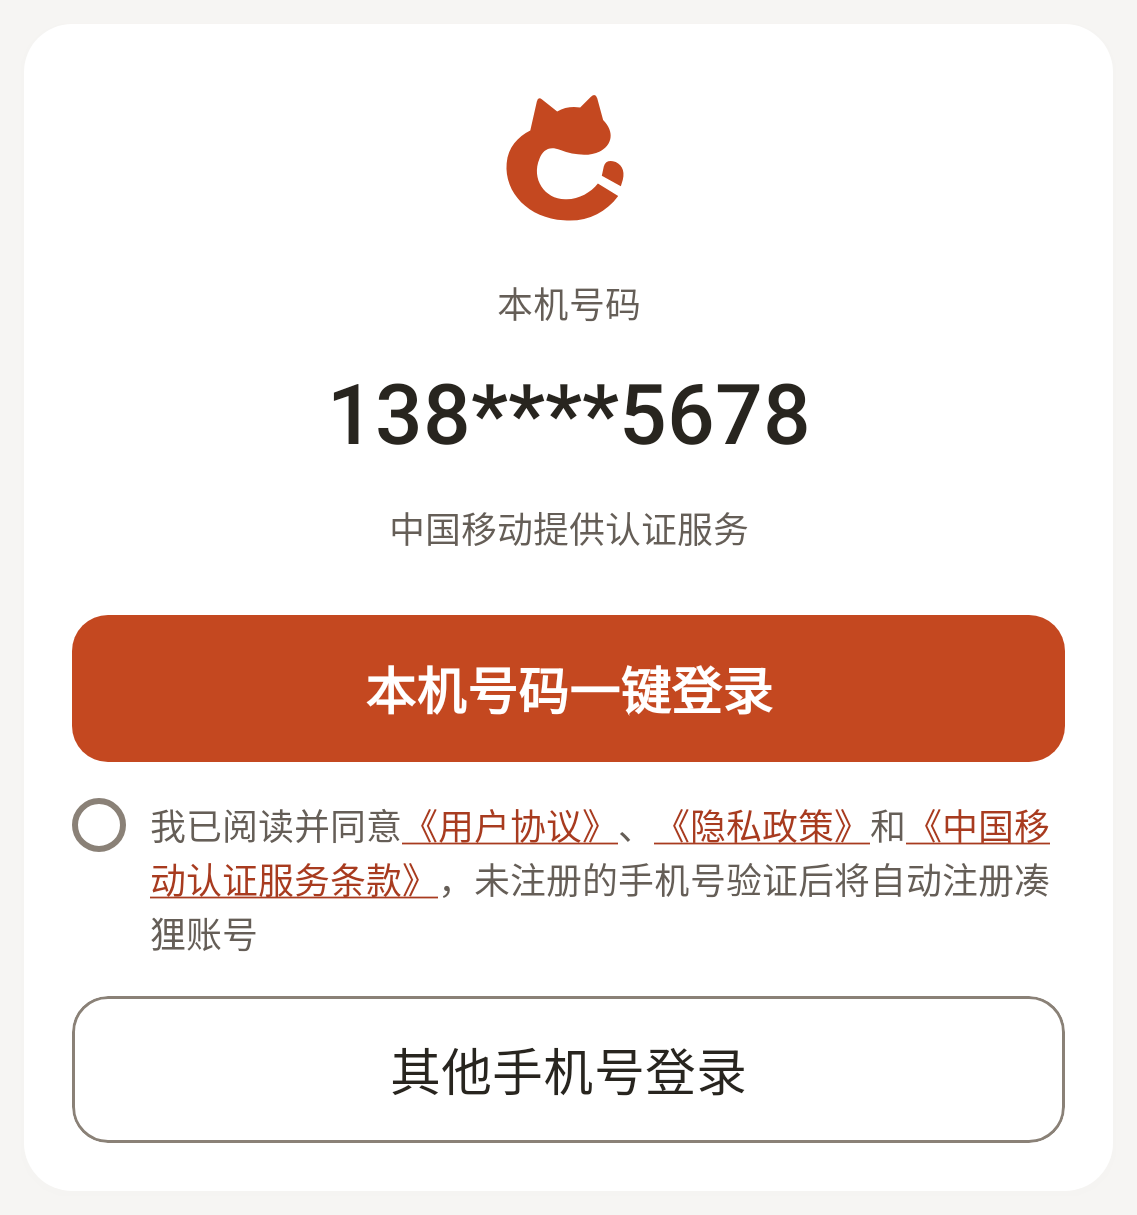 本机号码
138****5678
中国移动提供认证服务
本机号码一键登录
我已阅读并同意《用户协议》、《隐私政策》和《中国移
动认证服务条款》，未注册的手机号验证后将自动注册凑
狸账号
其他手机号登录